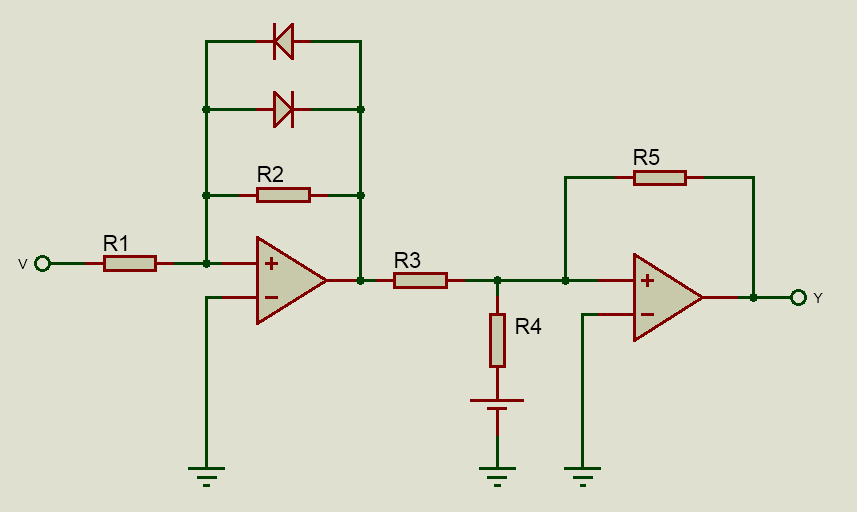 R2
R5
R1
V
+
−
R3
+
−
Y
R4